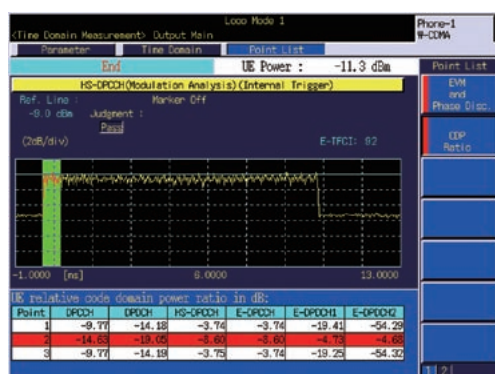 Loop Mode 1
Phone-1
<Time Domain Measurement> Output Main
W-CDMA
Parameter Time Domain Point List
End UE Power : -11.3 dBm Point List
HS-DPCCH(Modulation Analysis)(Internal Trigger)
EVM
and
Phase Disc.
Ref. Line : Marker Off
-9.0 dBm Judgment :
Pass
CDP
Ratio
(2dB/div) E-TFCI: 92
-1.0000 [ms] 6.0000 13.0000
UE relative code domain power ratio in dB:
Point DPCCH DPDCH HS-DPCCH E-DPCCH E-DPDCH1 E-DPDCH2
1 -9.77 -14.18 -3.74 -3.74 -19.41 -54.29
2 -14.63 -19.05 -8.60 -8.60 -4.73 -4.68
3 -9.77 -14.19 -3.75 -3.74 -19.25 -54.32
1 2